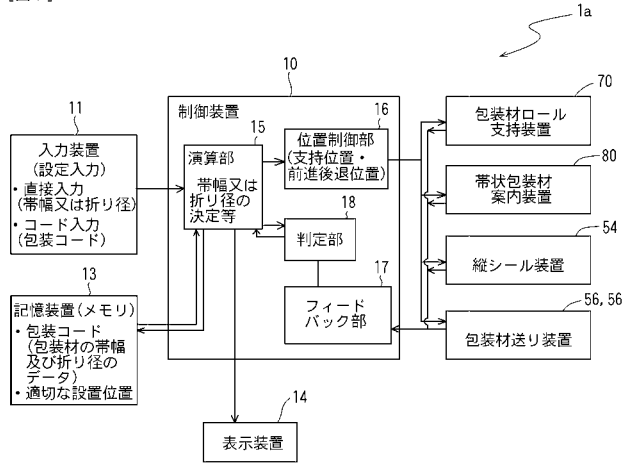 1a
10
11
入力装置
(設定入力)
・直接入力
(帯幅又は折り径)
・コード入力
(包装コード)
13
記憶装置(メモリ)
・包装コード
(包装材の帯幅
及び折り径の
データ)
・適切な設置位置
制御装置
15
演算部
帯幅又は
折り径の
決定等
16
位置制御部
(支持位置・
前進後退位置)
18
判定部
17
フィード
バック部
14
表示装置
70
包装材ロール
支持装置
80
帯状包装材
案内装置
54
縦シール装置
56, 56
包装材送り装置